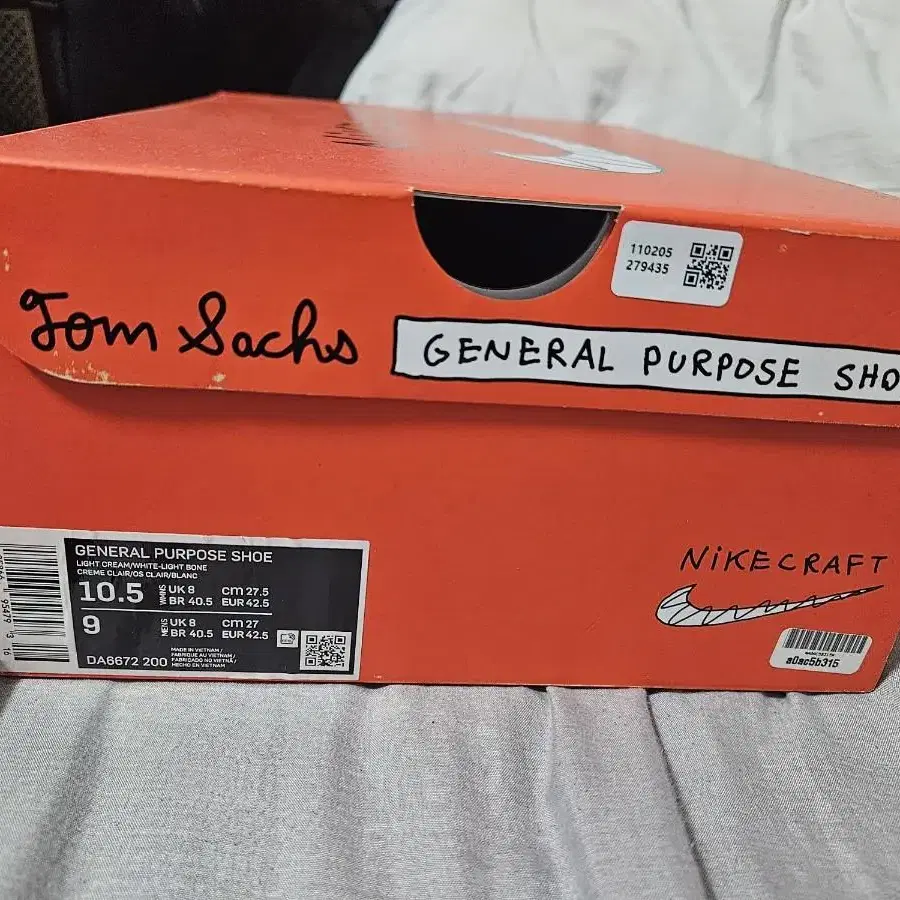 110205
279435
Tom Sachs
GENERAL PURPOSE SHO
NIKECRAFT
GENERAL PURPOSE SHOE
LIGHT CREAM/WHITE-LIGHT BONE
CREME CLAIR/OS CLAIR/BLANC
10.5 WMNS UK 8 CM 27.5
BR 40.5 EUR 42.5
9 MENS UK 8 CM 27
BR 40.5 EUR 42.5
MADE IN VIETNAM /
FABRIQUE AU VIETNAM /
FABRICADO NO VIETNÃ /
HECHO EN VIETNAM
DA6672 200
a0ac5b315